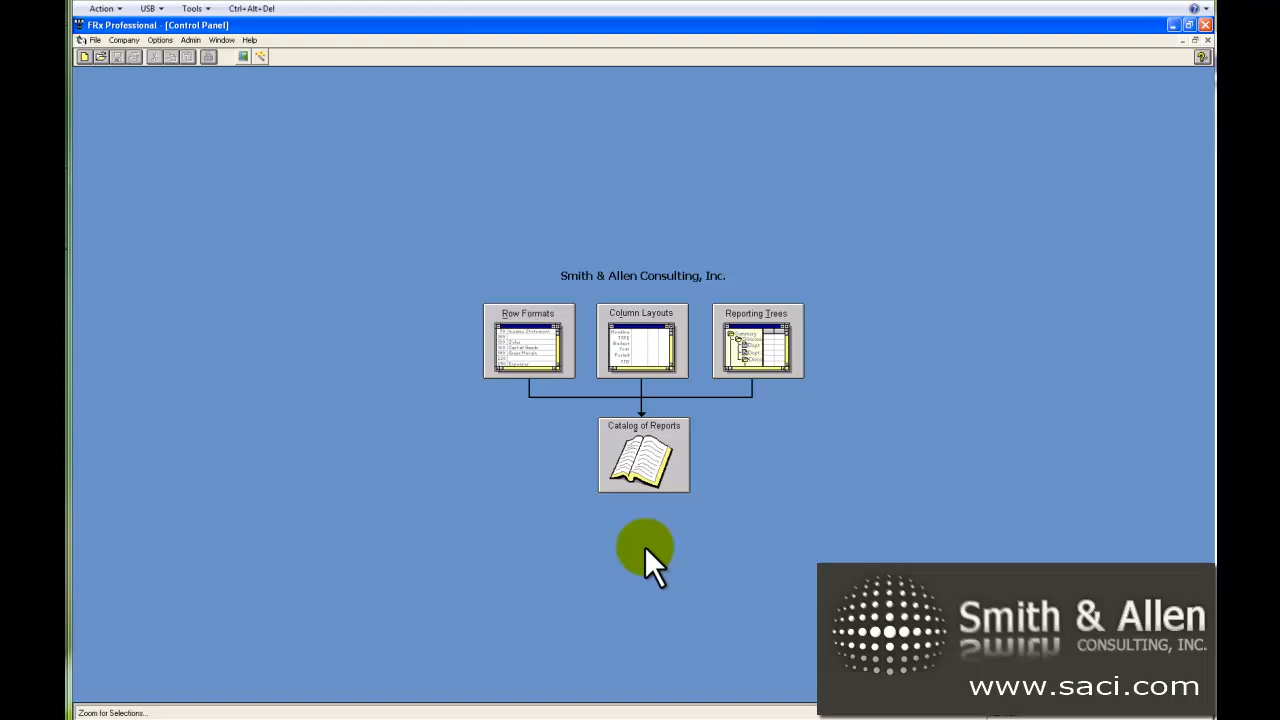 Action USB Tools Ctrl+Alt+Del
FRx Professional - [Control Panel]
File Company Options Admin Window Help
Smith & Allen Consulting, Inc.
Row Formats Column Layouts Reporting Trees
Catalog of Reports
Smith & Allen
CONSULTING, INC.
www.saci.com
Zoom for Selections...